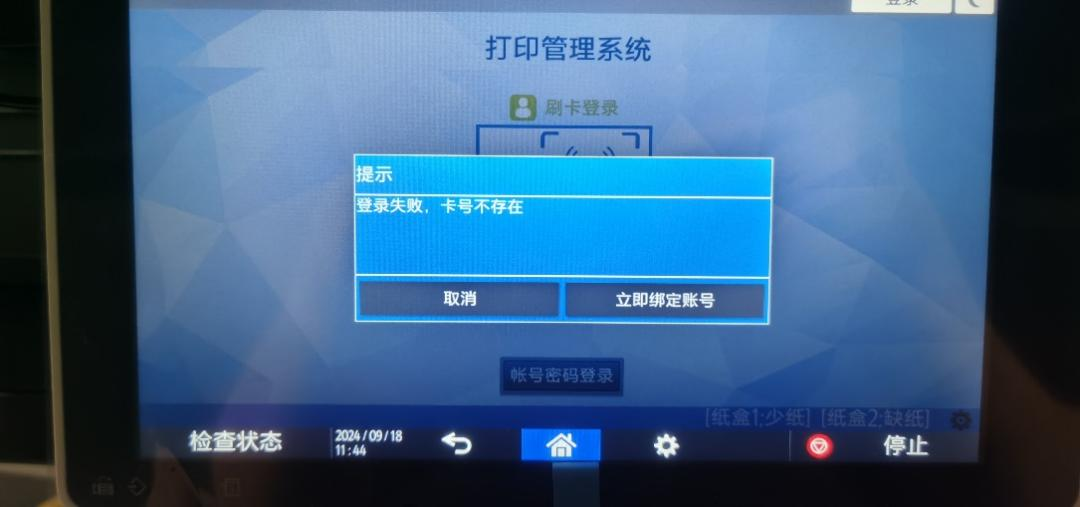 登录
打印管理系统
刷卡登录
提示
登录失败，卡号不存在
取消
立即绑定账号
帐号密码登录
[纸盒1:少纸] [纸盒2:缺纸]
检查状态
2024/09/18
11:44
停止